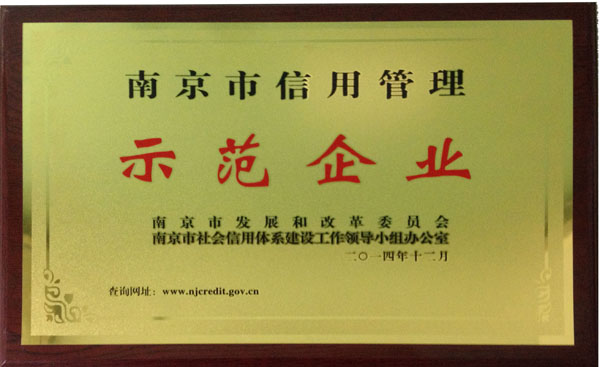 南京市信用管理
示范企业
南京市发展和改革委员会
南京市社会信用体系建设工作领导小组办公室
二〇一四年十二月
查询网址：www.njcredit.gov.cn